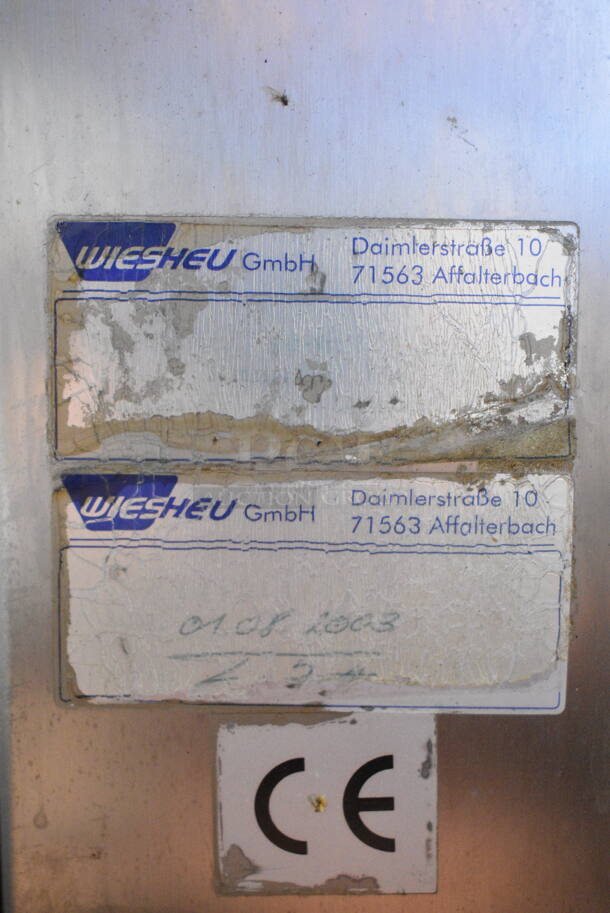 WIESHEU GmbH Daimlerstraße 10
71563 Affalterbach
WIESHEU GmbH Daimlerstraße 10
71563 Affalterbach
01.08 2003
CE